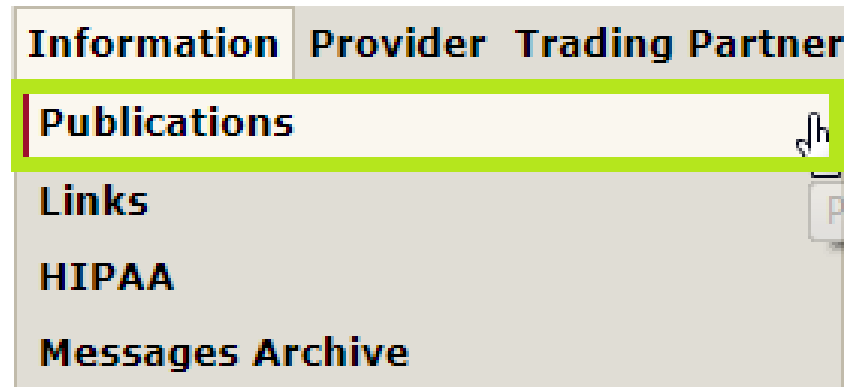 Information Provider Trading Partner
Publications
Links
HIPAA
Messages Archive